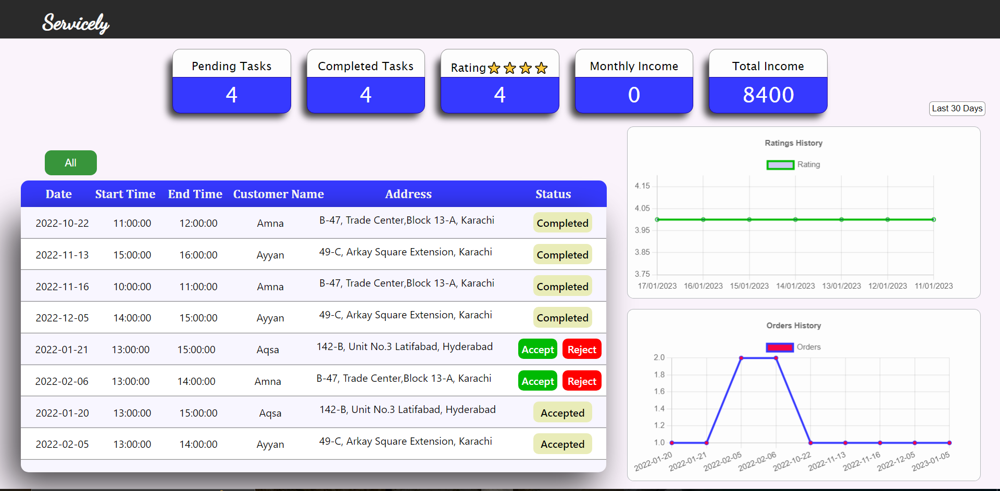 Servicely
Pending Tasks
4
Completed Tasks
4
Rating
4
Monthly Income
0
Total Income
8400
Last 30 Days
All
Date Start Time End Time Customer Name Address Status
2022-10-22 11:00:00 12:00:00 Amna B-47, Trade Center,Block 13-A, Karachi Completed
2022-11-13 15:00:00 16:00:00 Ayyan 49-C, Arkay Square Extension, Karachi Completed
2022-11-16 10:00:00 11:00:00 Amna B-47, Trade Center,Block 13-A, Karachi Completed
2022-12-05 14:00:00 15:00:00 Ayyan 49-C, Arkay Square Extension, Karachi Completed
2022-01-21 13:00:00 15:00:00 Aqsa 142-B, Unit No.3 Latifabad, Hyderabad Accept Reject
2022-02-06 13:00:00 14:00:00 Amna B-47, Trade Center,Block 13-A, Karachi Accept Reject
2022-01-20 13:00:00 15:00:00 Aqsa 142-B, Unit No.3 Latifabad, Hyderabad Accepted
2022-02-05 13:00:00 14:00:00 Ayyan 49-C, Arkay Square Extension, Karachi Accepted
Ratings History
Rating
4.15
4.05
3.95
3.85
3.75
17/01/2023 16/01/2023 15/01/2023 14/01/2023 13/01/2023 12/01/2023 11/01/2023
Orders History
Orders
2.0
1.8
1.6
1.4
1.2
1.0
2022-01-20 2022-01-21 2022-02-05 2022-02-06 2022-10-22 2022-11-13 2022-11-16 2022-12-05 2023-01-05